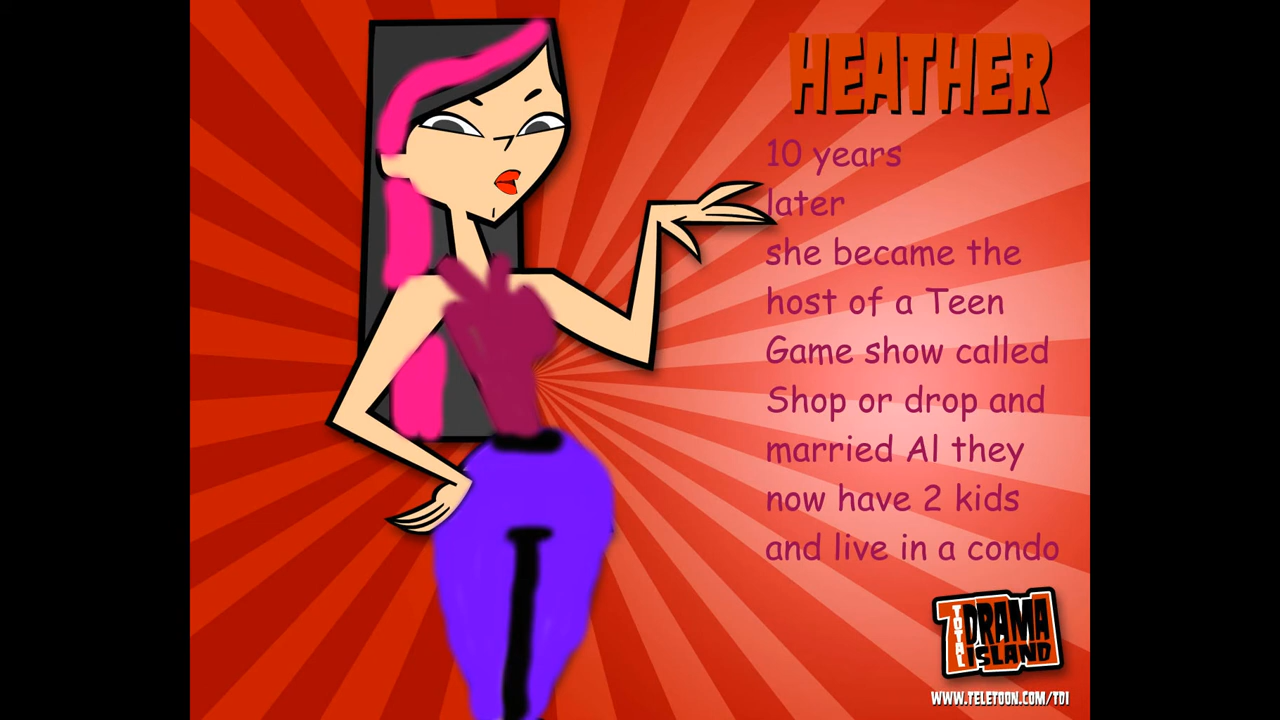 HEATHER
10 years
later
she became the
host of a Teen
Game show called
Shop or drop and
married Al they
now have 2 kids
and live in a condo
TOTAL
DRAMA
ISLAND
WWW.TELETOON.COM/TDI